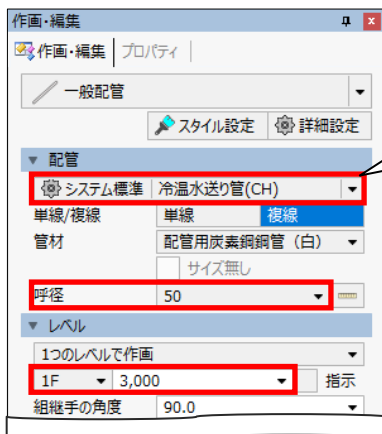 作画・編集
作画・編集 プロパティ
一般配管
スタイル設定 詳細設定
配管
システム標準 冷温水送り管(CH)
単線/複線 単線 複線
管材 配管用炭素鋼鋼管（白）
サイズ無し
呼径 50
レベル
1つのレベルで作画
1F 3,000 指示
組継手の角度 90.0